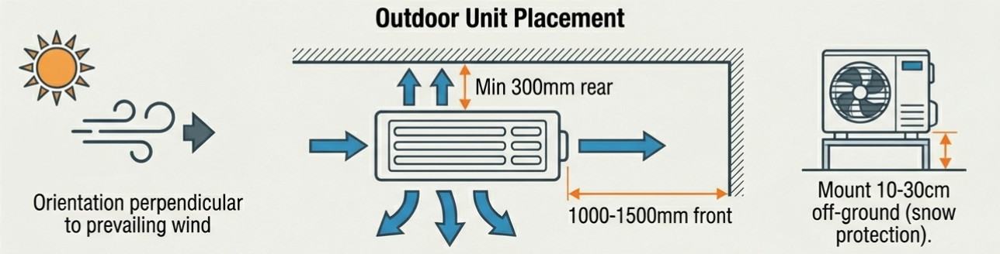 Outdoor Unit Placement
Min 300mm rear
Orientation perpendicular
to prevailing wind
1000-1500mm front
Mount 10-30cm
off-ground (snow
protection).